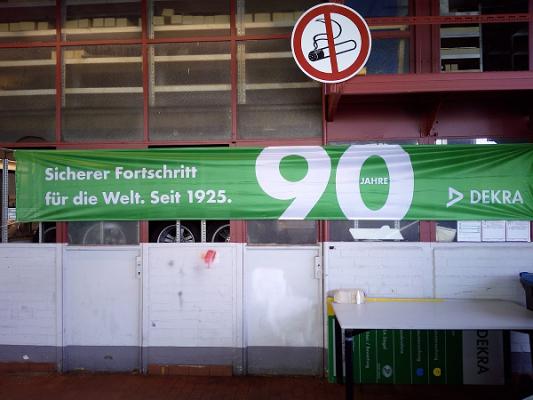 Sicherer Fortschritt
für die Welt. Seit 1925.
90
JAHRE
DEKRA
DEKRA